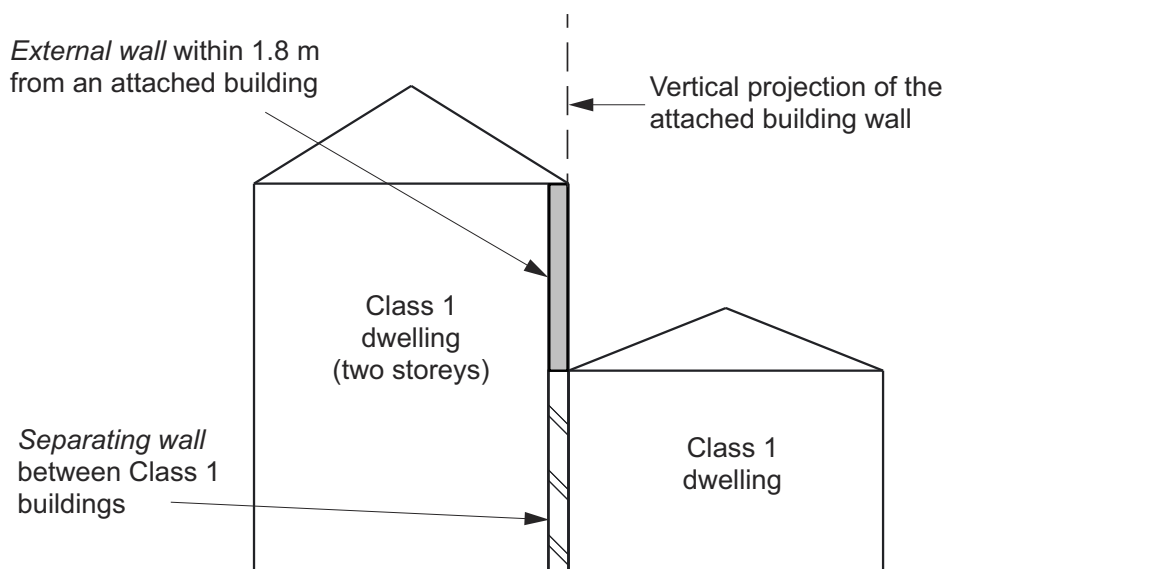 External wall within 1.8 m
from an attached building
Vertical projection of the
attached building wall
Class 1
dwelling
(two storeys)
Separating wall
between Class 1
buildings
Class 1
dwelling